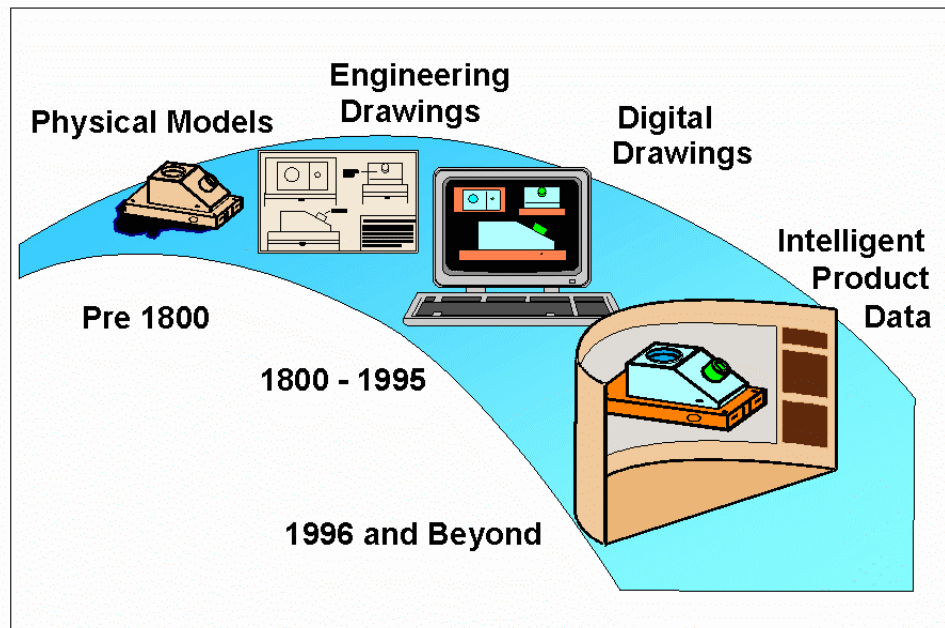 Physical Models
Engineering
Drawings
Digital
Drawings
Intelligent
Product
Data
Pre 1800
1800 - 1995
1996 and Beyond